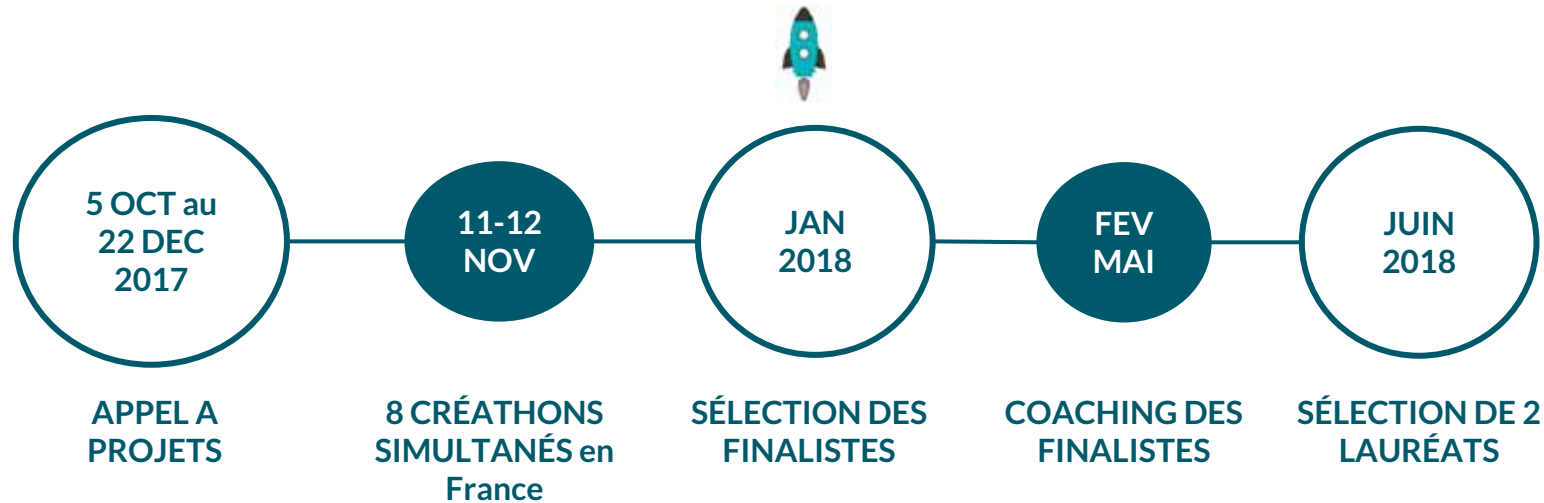 5 OCT au
22 DEC
2017
11-12
NOV
JAN
2018
FEV
MAI
JUIN
2018
APPEL A
PROJETS
8 CRÉATHONS
SIMULTANÉS en
France
SÉLECTION DES
FINALISTES
COACHING DES
FINALISTES
SÉLECTION DE 2
LAURÉATS